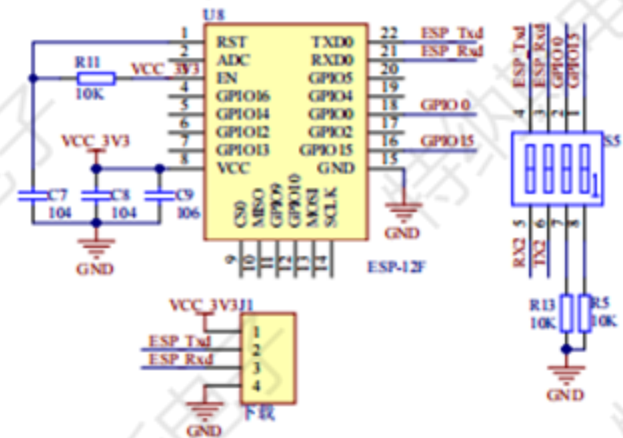 U8
1 RST TXD0 22 ESP_Txd
2 ADC RXD0 21 ESP_Rxd
R11 10K VCC_3V3 EN GPIO5 20
4 GPIO16 GPIO4 19
5 GPIO14 GPIO0 18 GPIO 0
6 GPIO12 GPIO2 17
7 GPIO13 GPIO15 16 GPIO15
VCC_3V3 8 VCC GND 15
C7 104
C8 104
C9 106
GND
CS0 MISO GPIO9 GPIO10 MOSI SCLK
9 10 11 12 13 14
ESP-12F
GND
ESP_Txd ESP_Rxd GPIO 0 GPIO15
4 3 2 1
S5
1
5 6 7 8
RX2 TX2
R13 10K
R5 10K
GND
VCC_3V3 J1
1
ESP_Txd 2
ESP_Rxd 3
4
GND
下载